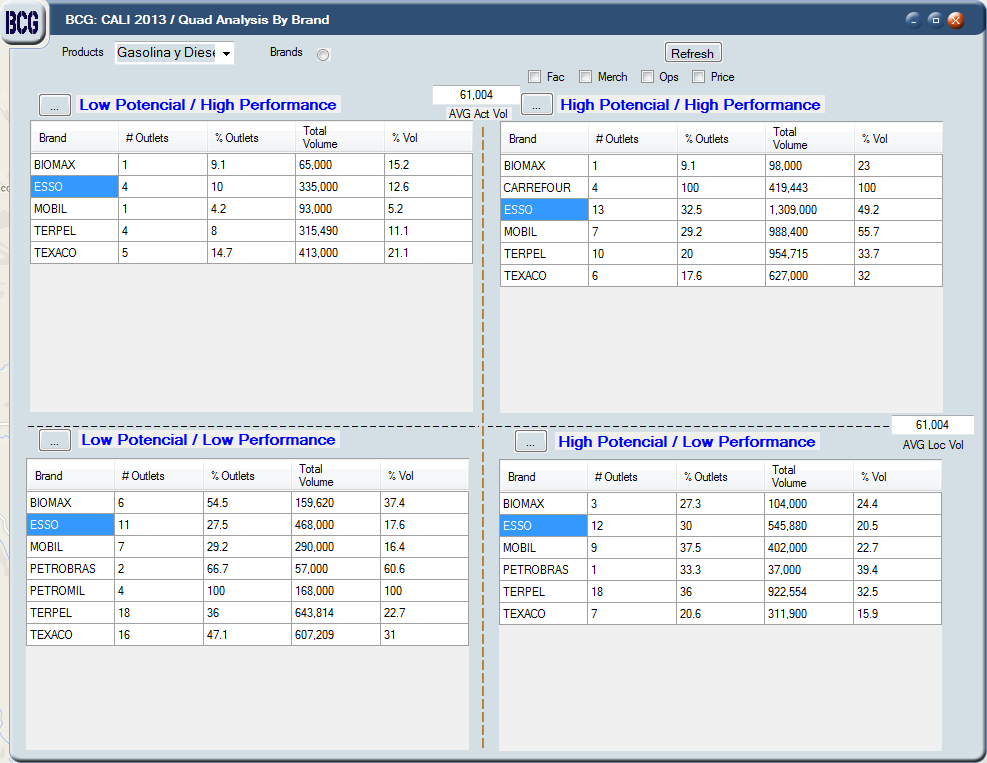 BCG
BCG: CALI 2013 / Quad Analysis By Brand
Products Gasolina y Diese Brands Refresh
Fac Merch Ops Price
61,004
AVG Act Vol
... Low Potencial / High Performance
Brand # Outlets % Outlets Total Volume % Vol
BIOMAX 1 9.1 65,000 15.2
ESSO 4 10 335,000 12.6
MOBIL 1 4.2 93,000 5.2
TERPEL 4 8 315,490 11.1
TEXACO 5 14.7 413,000 21.1
... High Potencial / High Performance
Brand # Outlets % Outlets Total Volume % Vol
BIOMAX 1 9.1 98,000 23
CARREFOUR 4 100 419,443 100
ESSO 13 32.5 1,309,000 49.2
MOBIL 7 29.2 988,400 55.7
TERPEL 10 20 954,715 33.7
TEXACO 6 17.6 627,000 32
61,004
AVG Loc Vol
... Low Potencial / Low Performance
Brand # Outlets % Outlets Total Volume % Vol
BIOMAX 6 54.5 159,620 37.4
ESSO 11 27.5 468,000 17.6
MOBIL 7 29.2 290,000 16.4
PETROBRAS 2 66.7 57,000 60.6
PETROMIL 4 100 168,000 100
TERPEL 18 36 643,814 22.7
TEXACO 16 47.1 607,209 31
... High Potencial / Low Performance
Brand # Outlets % Outlets Total Volume % Vol
BIOMAX 3 27.3 104,000 24.4
ESSO 12 30 545,880 20.5
MOBIL 9 37.5 402,000 22.7
PETROBRAS 1 33.3 37,000 39.4
TERPEL 18 36 922,554 32.5
TEXACO 7 20.6 311,900 15.9